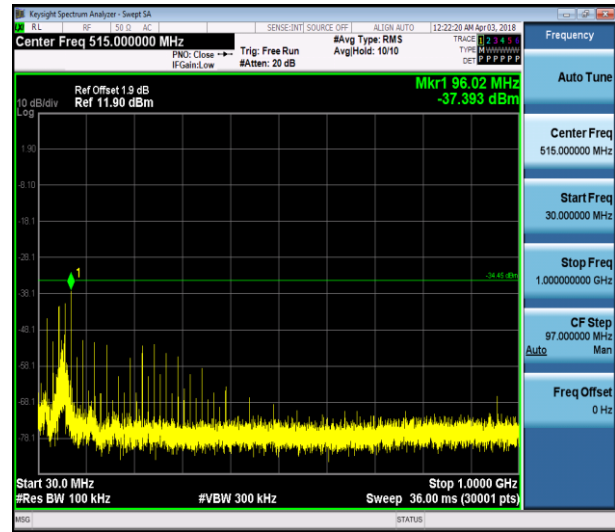 Keysight Spectrum Analyzer - Swept SA
RL RF 50 Ω AC SENSE:INT SOURCE OFF ALIGN AUTO 12:22:20 AM Apr 03, 2018
Center Freq 515.000000 MHz
PNO: Close
IFGain:Low
Trig: Free Run
#Atten: 20 dB
#Avg Type: RMS
Avg|Hold: 10/10
TRACE 1 2 3 4 5 6
TYPE M WWWWW
DET P P P P P P
Ref Offset 1.9 dB
10 dB/div Ref 11.90 dBm
Log
Mkr1 96.02 MHz
-37.393 dBm
1.90
-8.10
-18.1
-28.1
1
-34.45 dBm
-38.1
-48.1
-58.1
-68.1
-78.1
Start 30.0 MHz Stop 1.0000 GHz
#Res BW 100 kHz #VBW 300 kHz Sweep 36.00 ms (30001 pts)
MSG STATUS
Frequency
Auto Tune
Center Freq
515.000000 MHz
Start Freq
30.000000 MHz
Stop Freq
1.000000000 GHz
CF Step
97.000000 MHz
Auto Man
Freq Offset
0 Hz